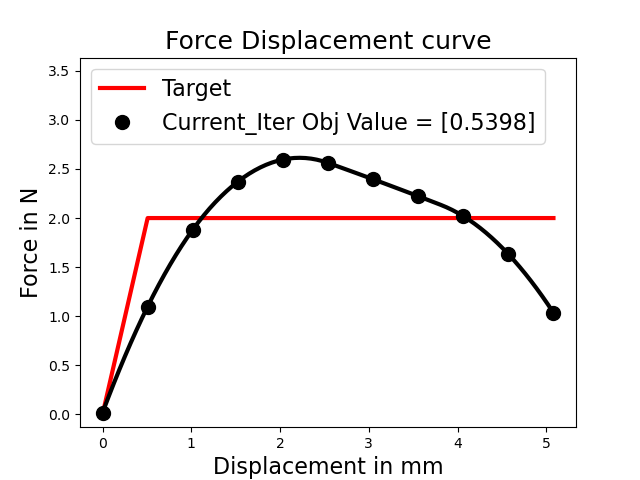 Force Displacement curve
Target
Current_Iter Obj Value = [0.5398]
3.5
3.0
2.5
2.0
1.5
1.0
0.5
0.0
Force in N
0 1 2 3 4 5
Displacement in mm